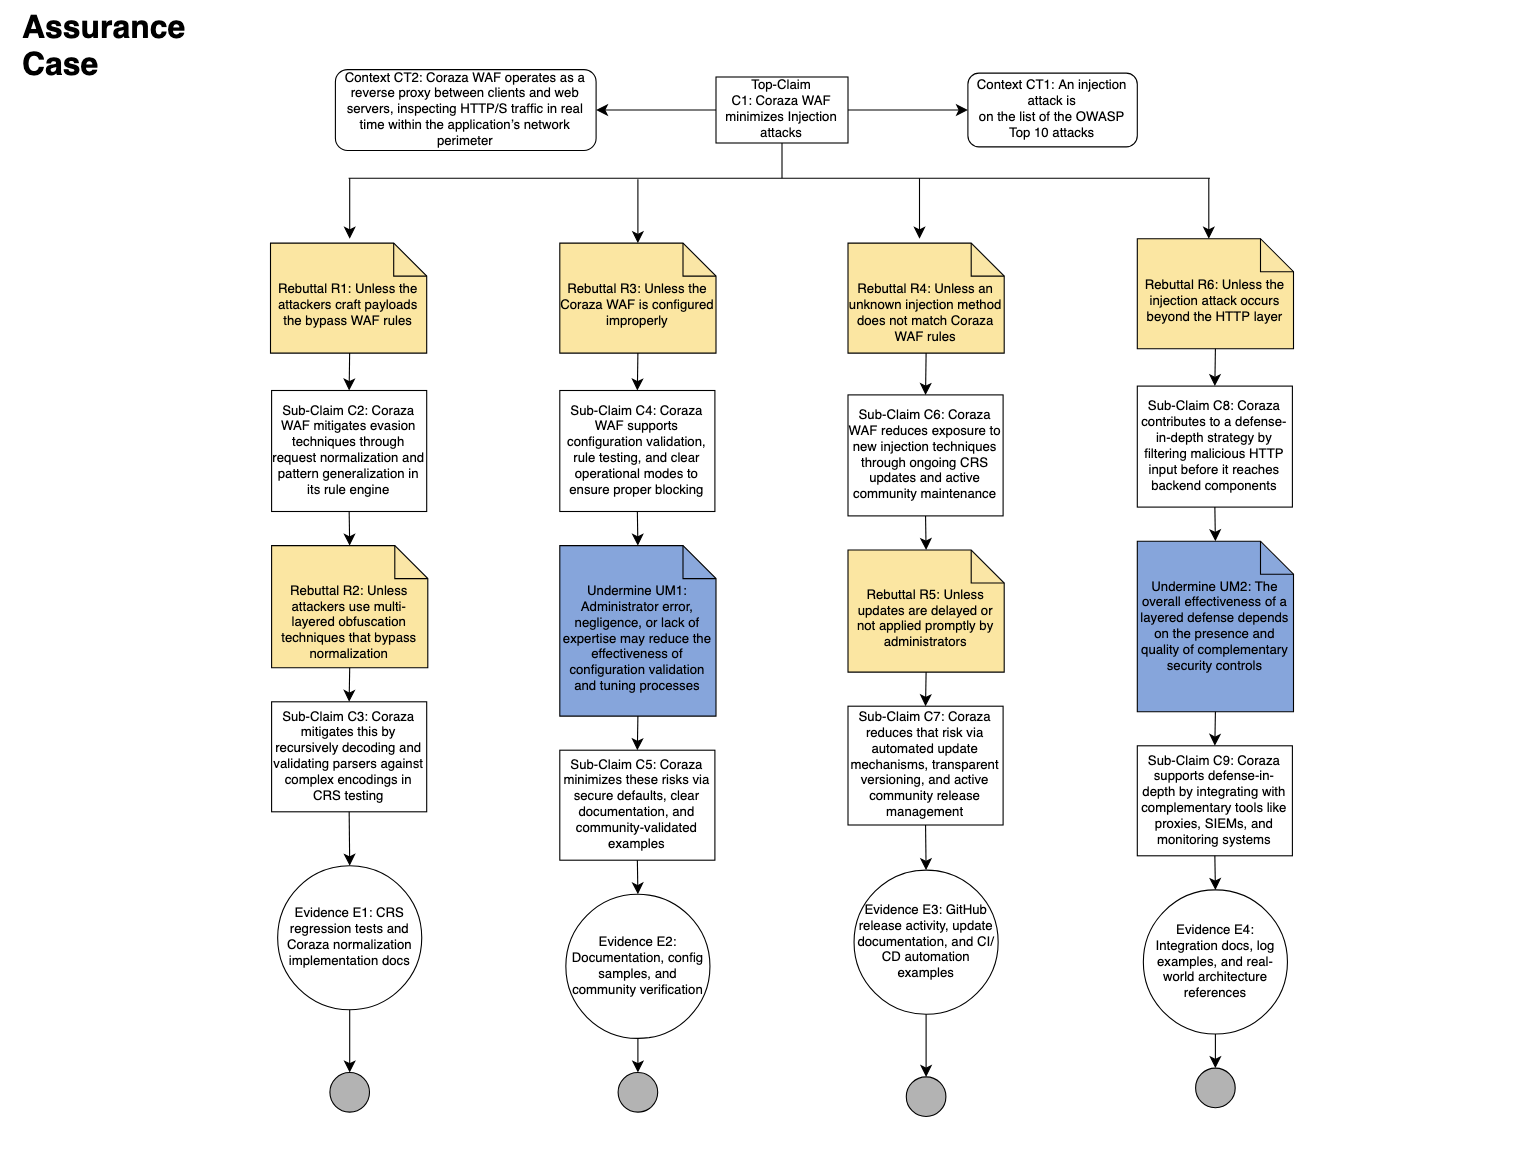 Assurance
Case
Context CT2: Coraza WAF operates as a
reverse proxy between clients and web
servers, inspecting HTTP/S traffic in real
time within the application's network
perimeter
Top-Claim
C1: Coraza WAF
minimizes Injection
attacks
Context CT1: An injection
attack is
on the list of the OWASP
Top 10 attacks
Rebuttal R1: Unless the
attackers craft payloads
the bypass WAF rules
Sub-Claim C2: Coraza
WAF mitigates evasion
techniques through
request normalization and
pattern generalization in
its rule engine
Rebuttal R2: Unless
attackers use multi-
layered obfuscation
techniques that bypass
normalization
Sub-Claim C3: Coraza
mitigates this by
recursively decoding and
validating parsers against
complex encodings in
CRS testing
Evidence E1: CRS
regression tests and
Coraza normalization
implementation docs
Rebuttal R3: Unless the
Coraza WAF is configured
improperly
Sub-Claim C4: Coraza
WAF supports
configuration validation,
rule testing, and clear
operational modes to
ensure proper blocking
Undermine UM1:
Administrator error,
negligence, or lack of
expertise may reduce the
effectiveness of
configuration validation
and tuning processes
Sub-Claim C5: Coraza
minimizes these risks via
secure defaults, clear
documentation, and
community-validated
examples
Evidence E2:
Documentation, config
samples, and
community verification
Rebuttal R4: Unless an
unknown injection method
does not match Coraza
WAF rules
Sub-Claim C6: Coraza
WAF reduces exposure to
new injection techniques
through ongoing CRS
updates and active
community maintenance
Rebuttal R5: Unless
updates are delayed or
not applied promptly by
administrators
Sub-Claim C7: Coraza
reduces that risk via
automated update
mechanisms, transparent
versioning, and active
community release
management
Evidence E3: GitHub
release activity, update
documentation, and CI/
CD automation
examples
Rebuttal R6: Unless the
injection attack occurs
beyond the HTTP layer
Sub-Claim C8: Coraza
contributes to a defense-
in-depth strategy by
filtering malicious HTTP
input before it reaches
backend components
Undermine UM2: The
overall effectiveness of a
layered defense depends
on the presence and
quality of complementary
security controls
Sub-Claim C9: Coraza
supports defense-in-
depth by integrating with
complementary tools like
proxies, SIEMs, and
monitoring systems
Evidence E4:
Integration docs, log
examples, and real-
world architecture
references